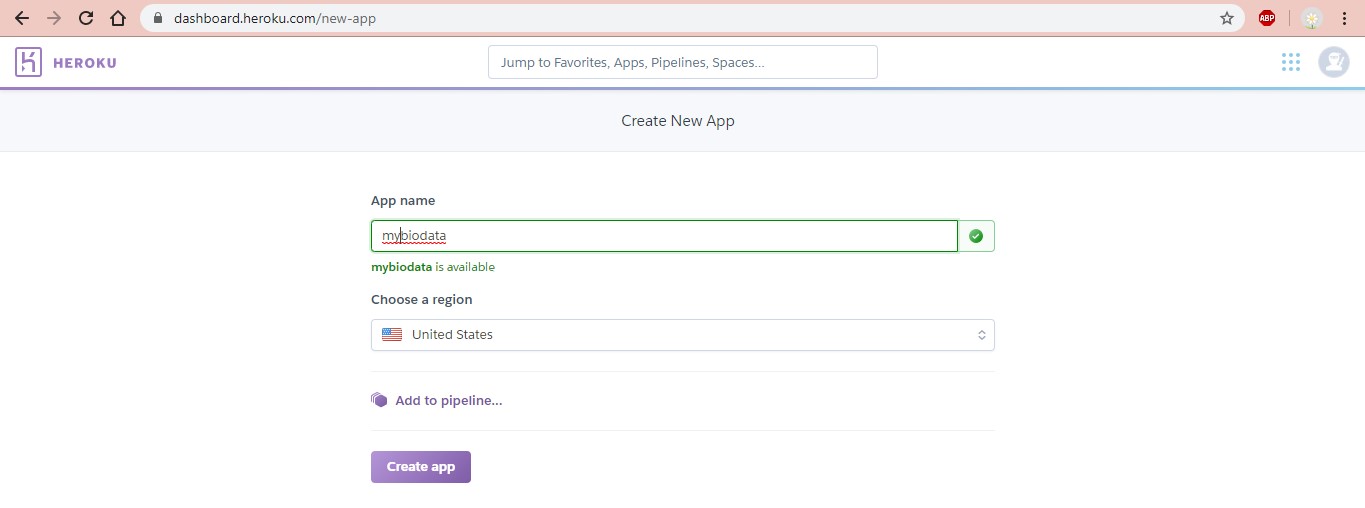 dashboard.heroku.com/new-app
ABP
HEROKU
Jump to Favorites, Apps, Pipelines, Spaces...
Create New App
App name
mybiodata
mybiodata is available
Choose a region
United States
Add to pipeline...
Create app